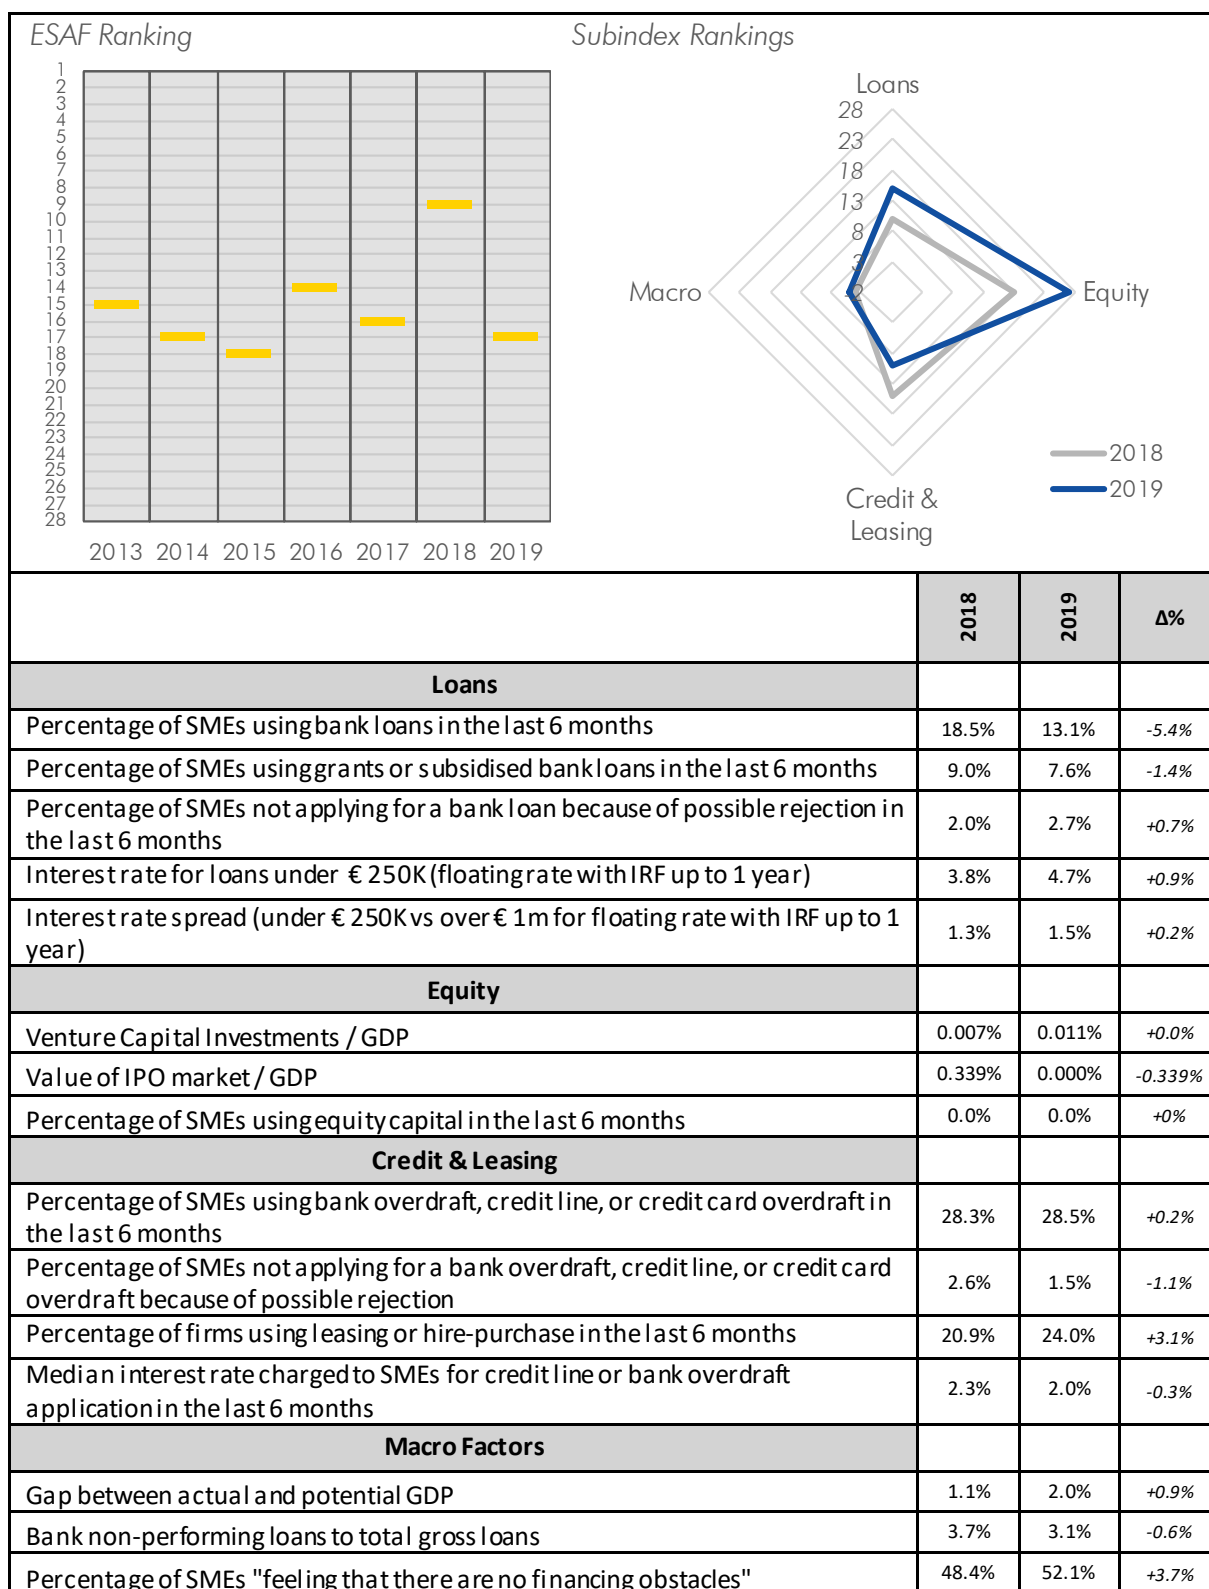 ESAF Ranking
Subindex Rankings
1
2
3
4
5
6
7
8
9
10
11
12
13
14
15
16
17
18
19
20
21
22
23
24
25
26
27
28
2013 2014 2015 2016 2017 2018 2019
Loans
28
23
18
13
8
3
-2
Macro
Equity
Credit &
Leasing
2018
2019
2018 2019 Δ%
Loans
Percentage of SMEs using bank loans in the last 6 months 18.5% 13.1% -5.4%
Percentage of SMEs using grants or subsidised bank loans in the last 6 months 9.0% 7.6% -1.4%
Percentage of SMEs not applying for a bank loan because of possible rejection in
the last 6 months 2.0% 2.7% +0.7%
Interest rate for loans under € 250K (floating rate with IRF up to 1 year) 3.8% 4.7% +0.9%
Interest rate spread (under € 250K vs over € 1m for floating rate with IRF up to 1
year) 1.3% 1.5% +0.2%
Equity
Venture Capital Investments / GDP 0.007% 0.011% +0.0%
Value of IPO market / GDP 0.339% 0.000% -0.339%
Percentage of SMEs using equity capital in the last 6 months 0.0% 0.0% +0%
Credit & Leasing
Percentage of SMEs using bank overdraft, credit line, or credit card overdraft in
the last 6 months 28.3% 28.5% +0.2%
Percentage of SMEs not applying for a bank overdraft, credit line, or credit card
overdraft because of possible rejection 2.6% 1.5% -1.1%
Percentage of firms using leasing or hire-purchase in the last 6 months 20.9% 24.0% +3.1%
Median interest rate charged to SMEs for credit line or bank overdraft
application in the last 6 months 2.3% 2.0% -0.3%
Macro Factors
Gap between actual and potential GDP 1.1% 2.0% +0.9%
Bank non-performing loans to total gross loans 3.7% 3.1% -0.6%
Percentage of SMEs "feeling that there are no financing obstacles" 48.4% 52.1% +3.7%